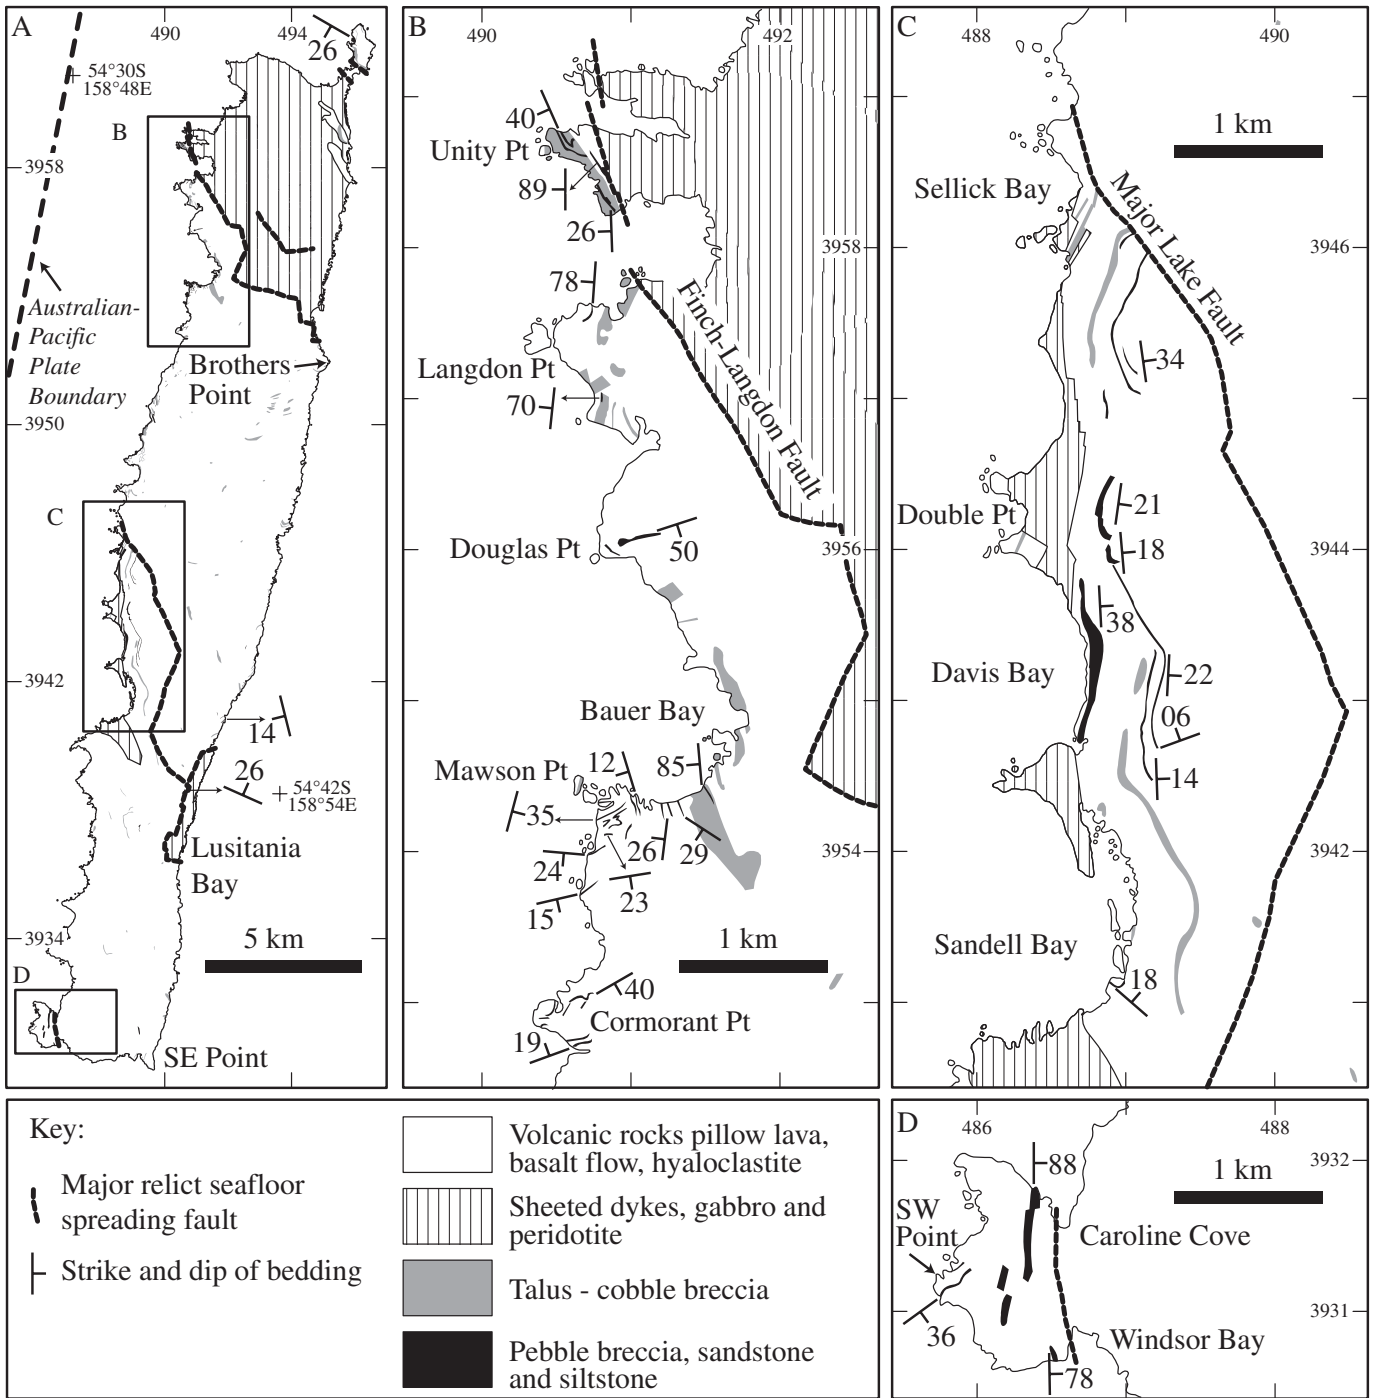 A
490
494
26
54°30S
158°48E
B
3958
Australian-
Pacific
Plate
Boundary
Brothers
Point
3950
C
3942
14
26
54°42S
158°54E
Lusitania
Bay
3934
5 km
D
SE Point
B
490
492
40
Unity Pt
89
26
3958
78
Finch-Langdon Fault
Langdon Pt
70
Douglas Pt
50
3956
Bauer Bay
Mawson Pt
12
85
35
24
26
29
3954
23
15
1 km
40
Cormorant Pt
19
C
488
490
1 km
Sellick Bay
Major Lake Fault
3946
34
Double Pt
21
18
3944
38
Davis Bay
22
06
14
3942
Sandell Bay
18
Key:
Major relict seafloor
spreading fault
Strike and dip of bedding
Volcanic rocks pillow lava,
basalt flow, hyaloclastite
Sheeted dykes, gabbro and
peridotite
Talus - cobble breccia
Pebble breccia, sandstone
and siltstone
D
486
488
88
3932
1 km
SW
Point
Caroline Cove
36
3931
Windsor Bay
78